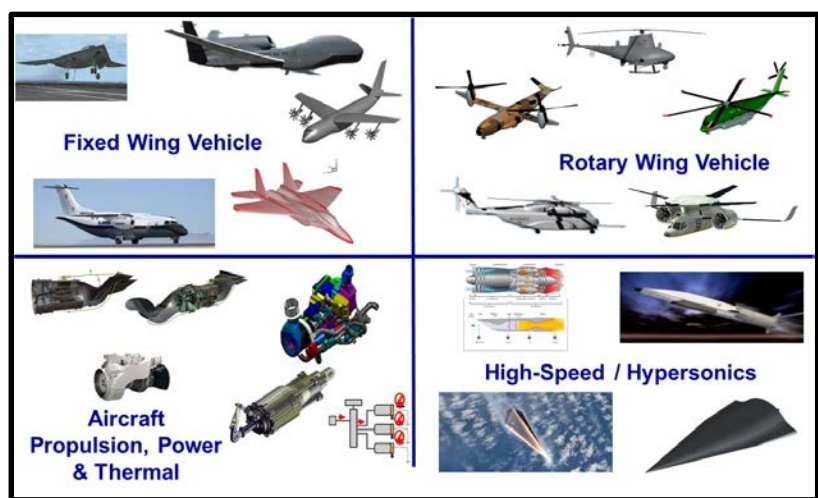 Fixed Wing Vehicle
Rotary Wing Vehicle
Aircraft
Propulsion, Power
& Thermal
High-Speed / Hypersonics